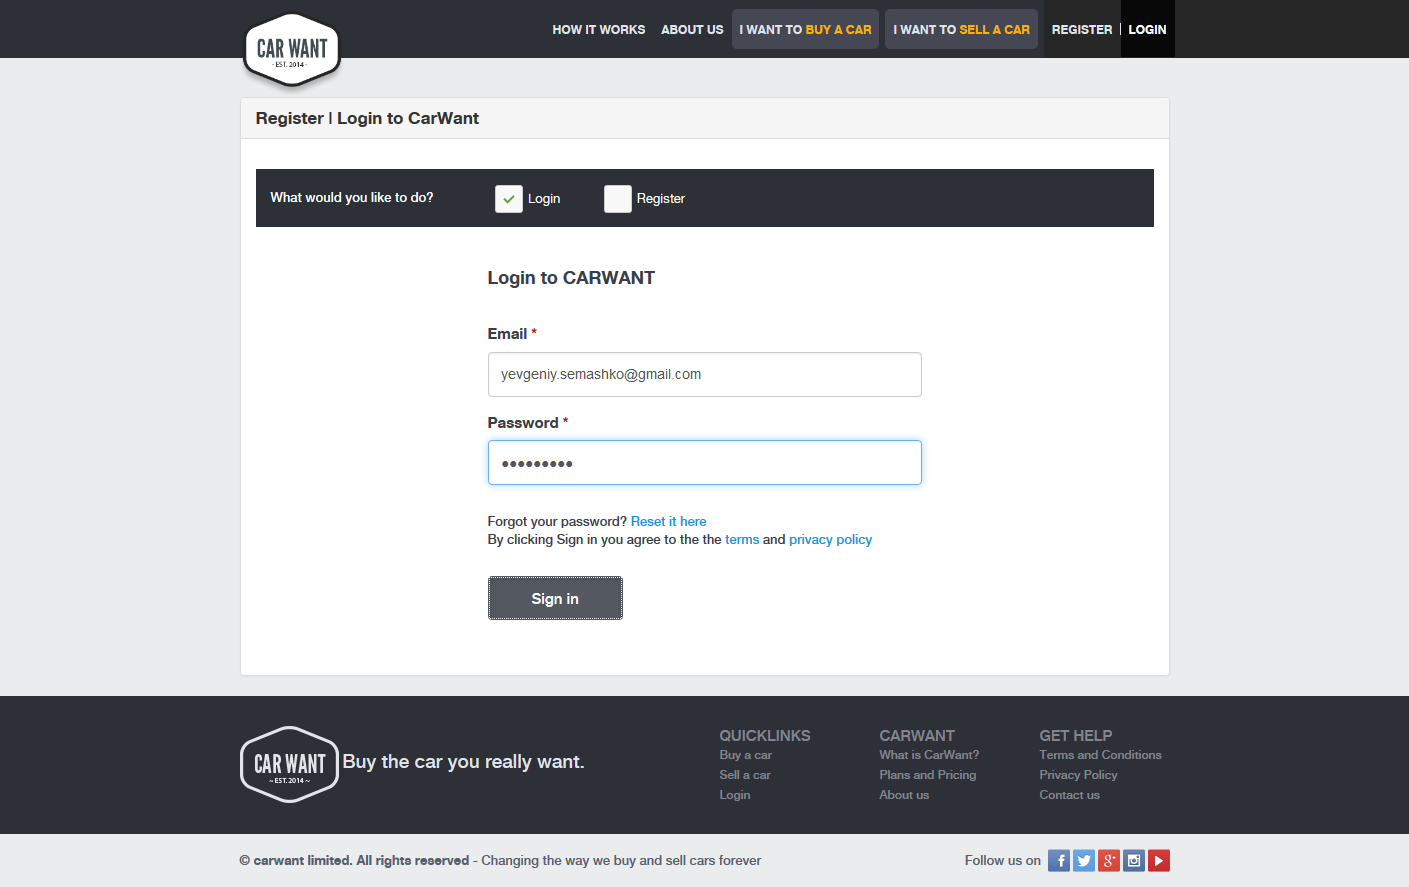 CAR WANT
- EST. 2014 -
HOW IT WORKS ABOUT US I WANT TO BUY A CAR I WANT TO SELL A CAR REGISTER | LOGIN
Register | Login to CarWant
What would you like to do? Login Register
Login to CARWANT
Email *
yevgeniy.semashko@gmail.com
Password *
•••••••••
Forgot your password? Reset it here
By clicking Sign in you agree to the the terms and privacy policy
Sign in
CAR WANT
~ EST. 2014 ~
Buy the car you really want.
QUICKLINKS
Buy a car
Sell a car
Login
CARWANT
What is CarWant?
Plans and Pricing
About us
GET HELP
Terms and Conditions
Privacy Policy
Contact us
© carwant limited. All rights reserved - Changing the way we buy and sell cars forever
Follow us on